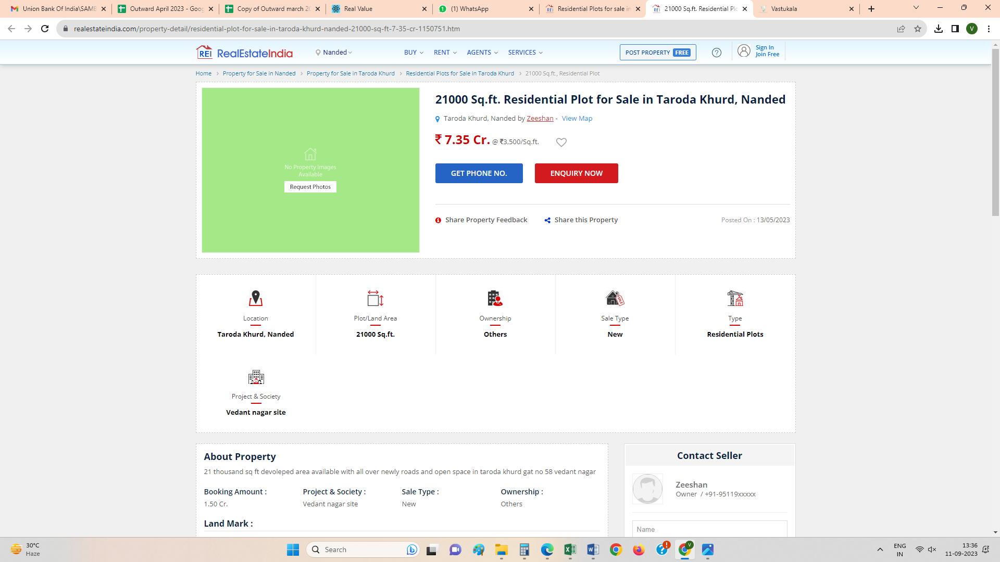 Union Bank Of India\SAMB
Outward April 2023 - Goog
Copy of Outward march 20
Real Value
(1) WhatsApp
Residential Plots for sale in
21000 Sq.ft. Residential Plo
Vastukala
realestateindia.com/property-detail/residential-plot-for-sale-in-taroda-khurd-nanded-21000-sq-ft-7-35-cr-1150751.htm
V
REI RealEstateIndia
Nanded
BUY
RENT
AGENTS
SERVICES
POST PROPERTY FREE
?
Sign In
Join Free
Home > Property for Sale in Nanded > Property for Sale in Taroda Khurd > Residential Plots for Sale in Taroda Khurd > 21000 Sq.ft., Residential Plot
No Property Images
Available
Request Photos
21000 Sq.ft. Residential Plot for Sale in Taroda Khurd, Nanded
Taroda Khurd, Nanded by Zeeshan - View Map
₹ 7.35 Cr. @ ₹3,500/Sq.ft.
GET PHONE NO.
ENQUIRY NOW
Share Property Feedback
Share this Property
Posted On : 13/05/2023
Location
Taroda Khurd, Nanded
Plot/Land Area
21000 Sq.ft.
Ownership
Others
SALE
Sale Type
New
Type
Residential Plots
Project & Society
Vedant nagar site
About Property
21 thousand sq ft devoleped area available with all over newly roads and open space in taroda khurd gat no 58 vedant nagar
Booking Amount :
1.50 Cr.
Project & Society :
Vedant nagar site
Sale Type :
New
Ownership :
Others
Land Mark :
Contact Seller
Zeeshan
Owner / +91-95119xxxxx
Name
30°C
Haze
Search
ENG
IN
13:36
11-09-2023